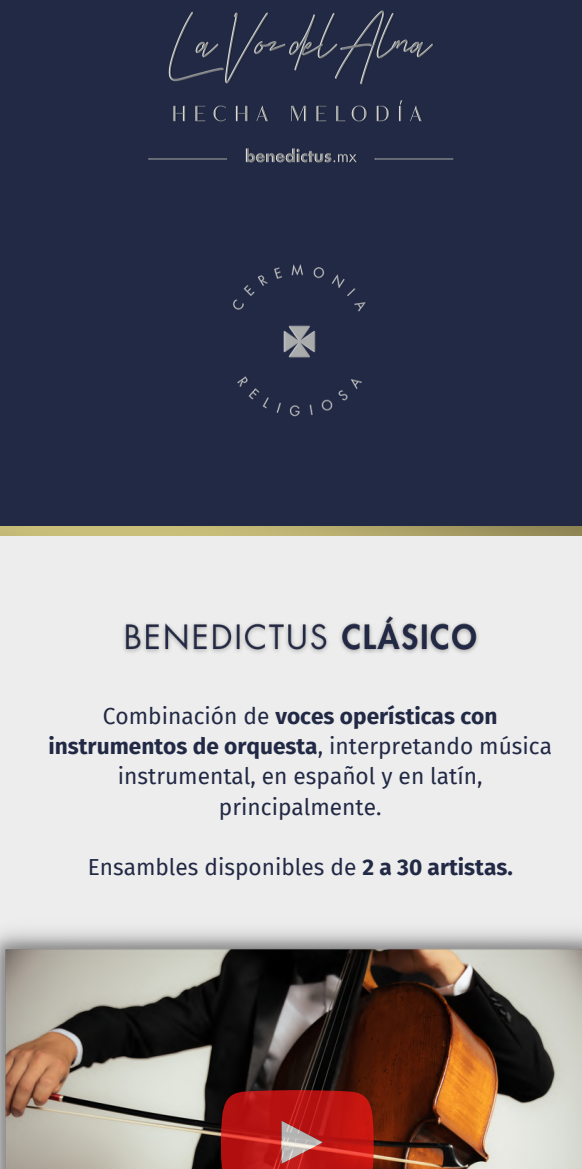 La Voz del Alma
HECHA MELODÍA
benedictus.mx
CEREMONIA
RELIGIOSA
BENEDICTUS CLÁSICO
Combinación de voces operísticas con
instrumentos de orquesta, interpretando música
instrumental, en español y en latín,
principalmente.
Ensambles disponibles de 2 a 30 artistas.